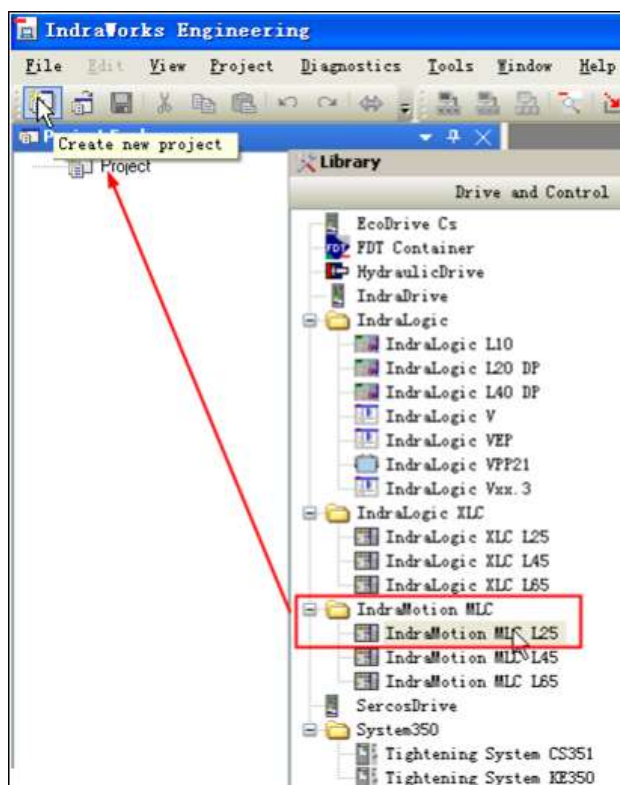 IndraWorks Engineering
File Edit View Project Diagnostics Tools Window Help
Create new project
Project
Library
Drive and Control
EcoDrive Cs
FDT FDT Container
HydraulicDrive
IndraDrive
IndraLogic
IndraLogic L10
IndraLogic L20 DP
IndraLogic L40 DP
IndraLogic V
IndraLogic VEP
IndraLogic VPP21
IndraLogic Vxx.3
IndraLogic XLC
IndraLogic XLC L25
IndraLogic XLC L45
IndraLogic XLC L65
IndraMotion MLC
IndraMotion MLC L25
IndraMotion MLC L45
IndraMotion MLC L65
SercosDrive
System350
Tightening System CS351
Tightening System KE350